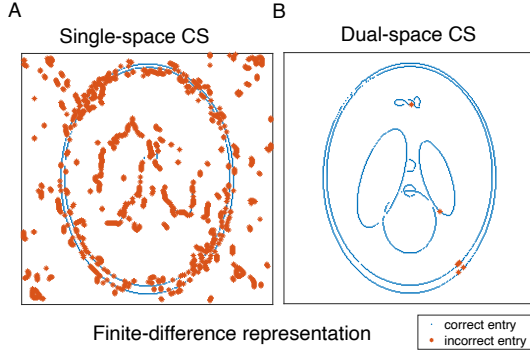 A
Single-space CS
B
Dual-space CS
Finite-difference representation
correct entry
incorrect entry